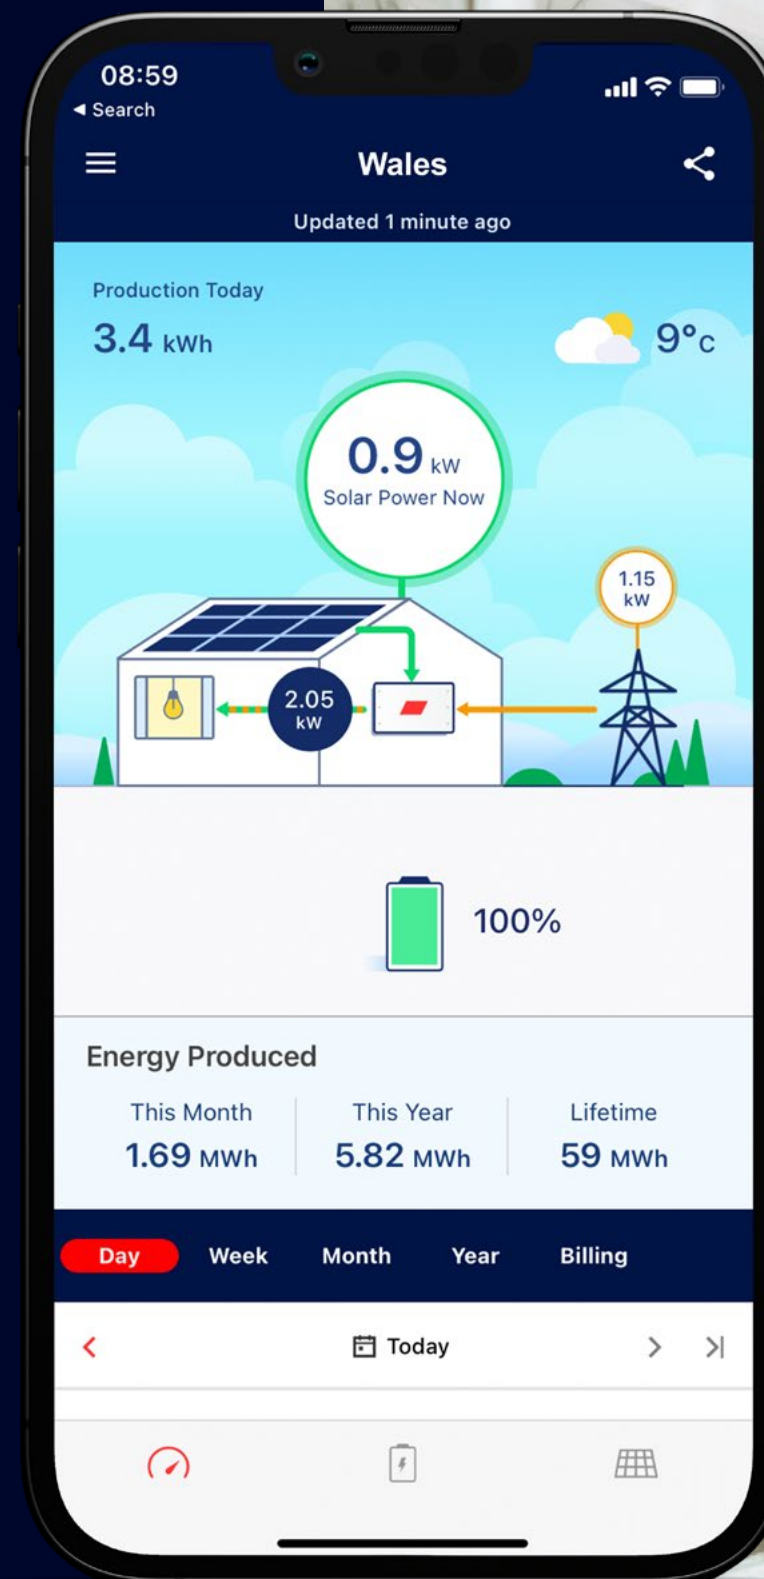 08:59
◀ Search
Wales
Updated 1 minute ago
Production Today
3.4 kWh
9°C
0.9 kW
Solar Power Now
1.15
kW
2.05
kW
100%
Energy Produced
This Month
This Year
Lifetime
1.69 MWh
5.82 MWh
59 MWh
Day
Week
Month
Year
Billing
Today